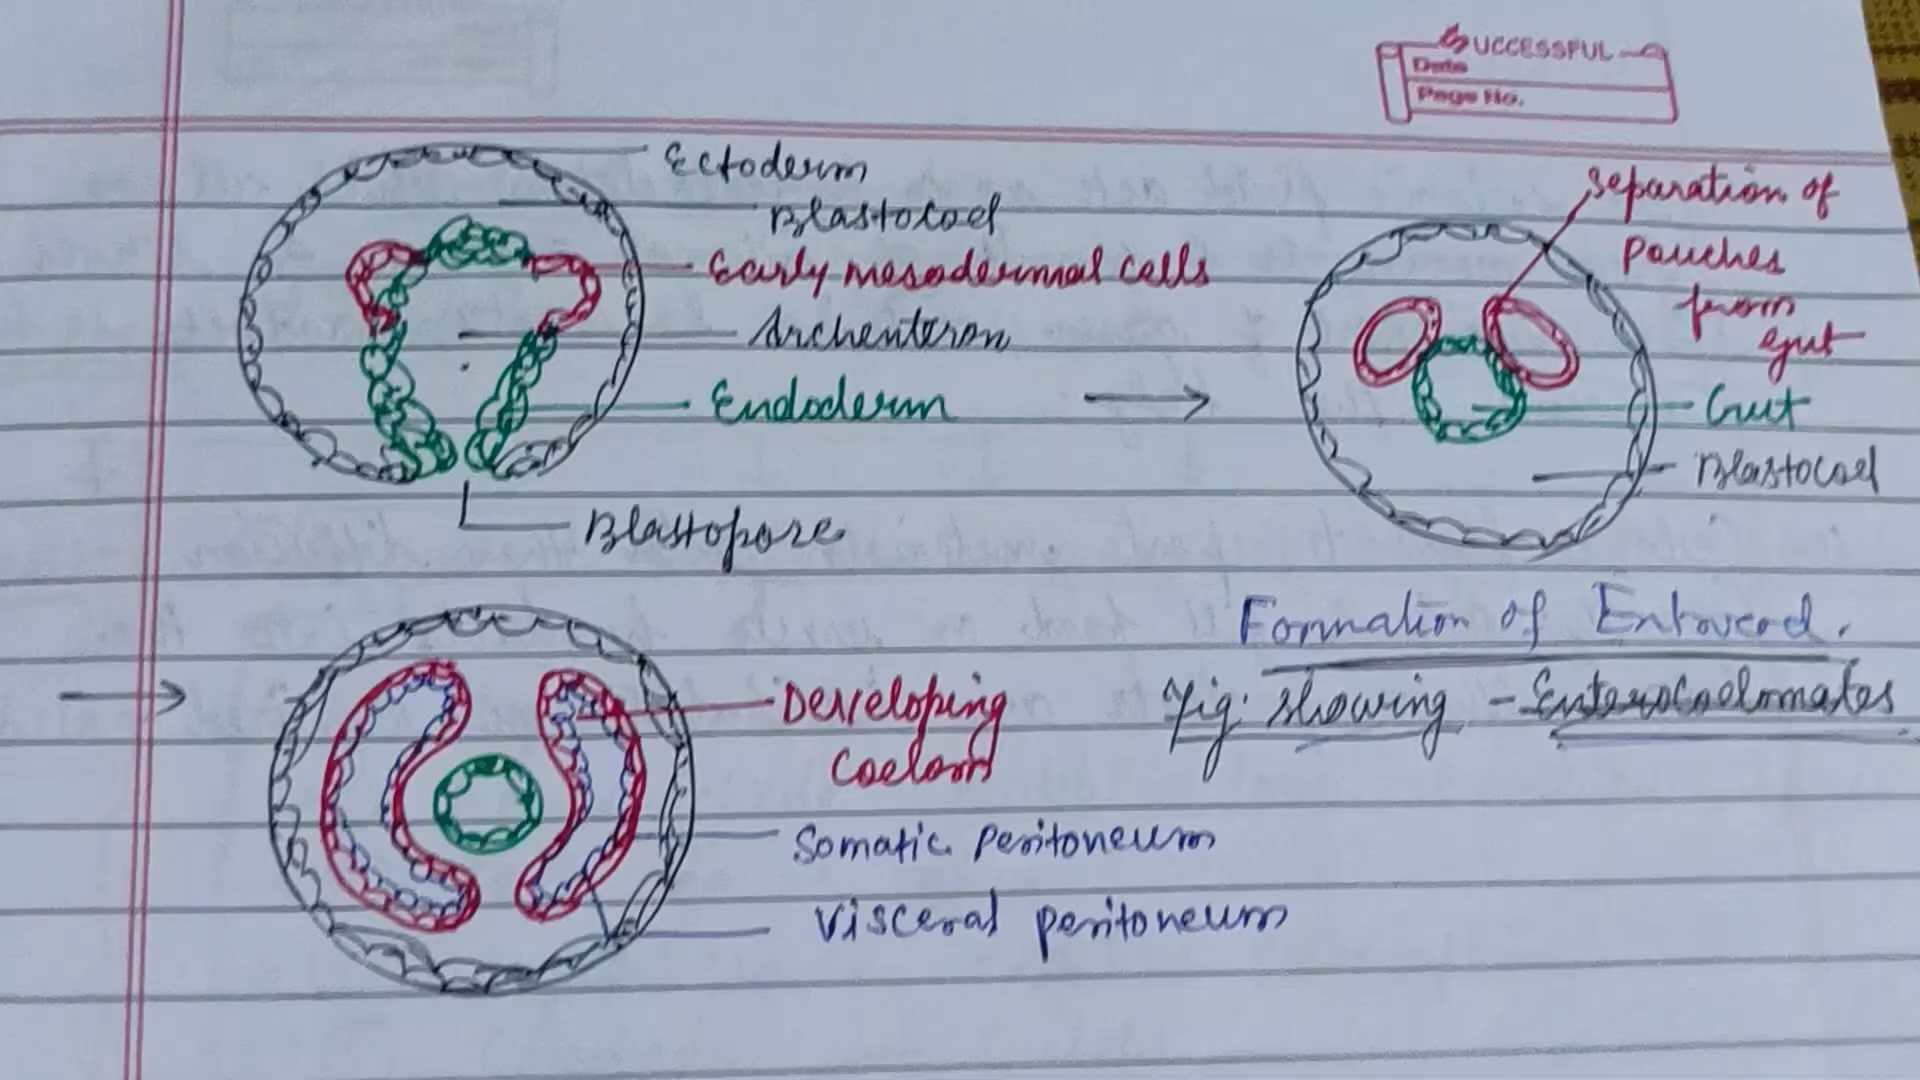 SUCCESSFUL
Date
Page No.
Ectoderm
Blastocoel
Early mesodermal cells
Archenteron
Endoderm
Blastopore
Separation of
Pouches
from
gut
Gut
Blastocoel
Formation of
Fig: showing - Enterocoelomates
Developing
Coelom
Somatic Peritoneum
Visceral peritoneum